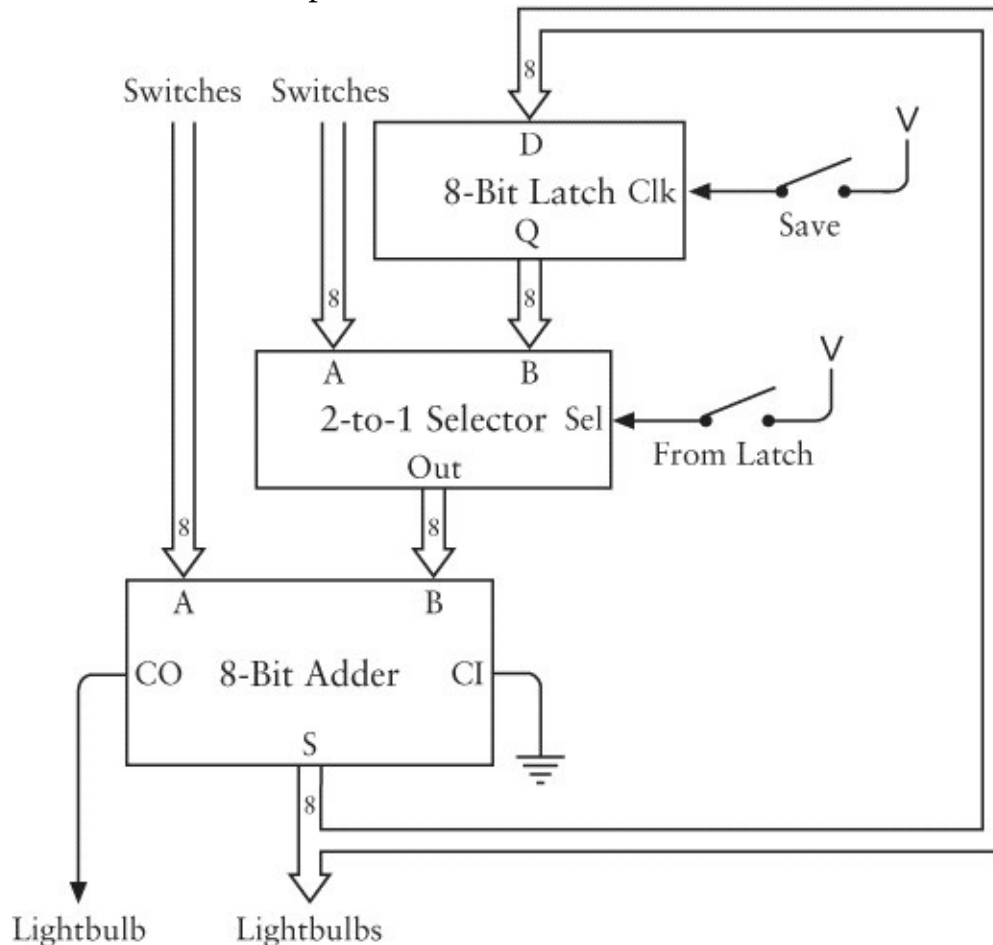 8
Switches Switches
V
D
8-Bit Latch Clk
Save
Q
8
8
V
A B
2-to-1 Selector Sel
From Latch
Out
8
8
A B
CO 8-Bit Adder CI
S
8
Lightbulb Lightbulbs